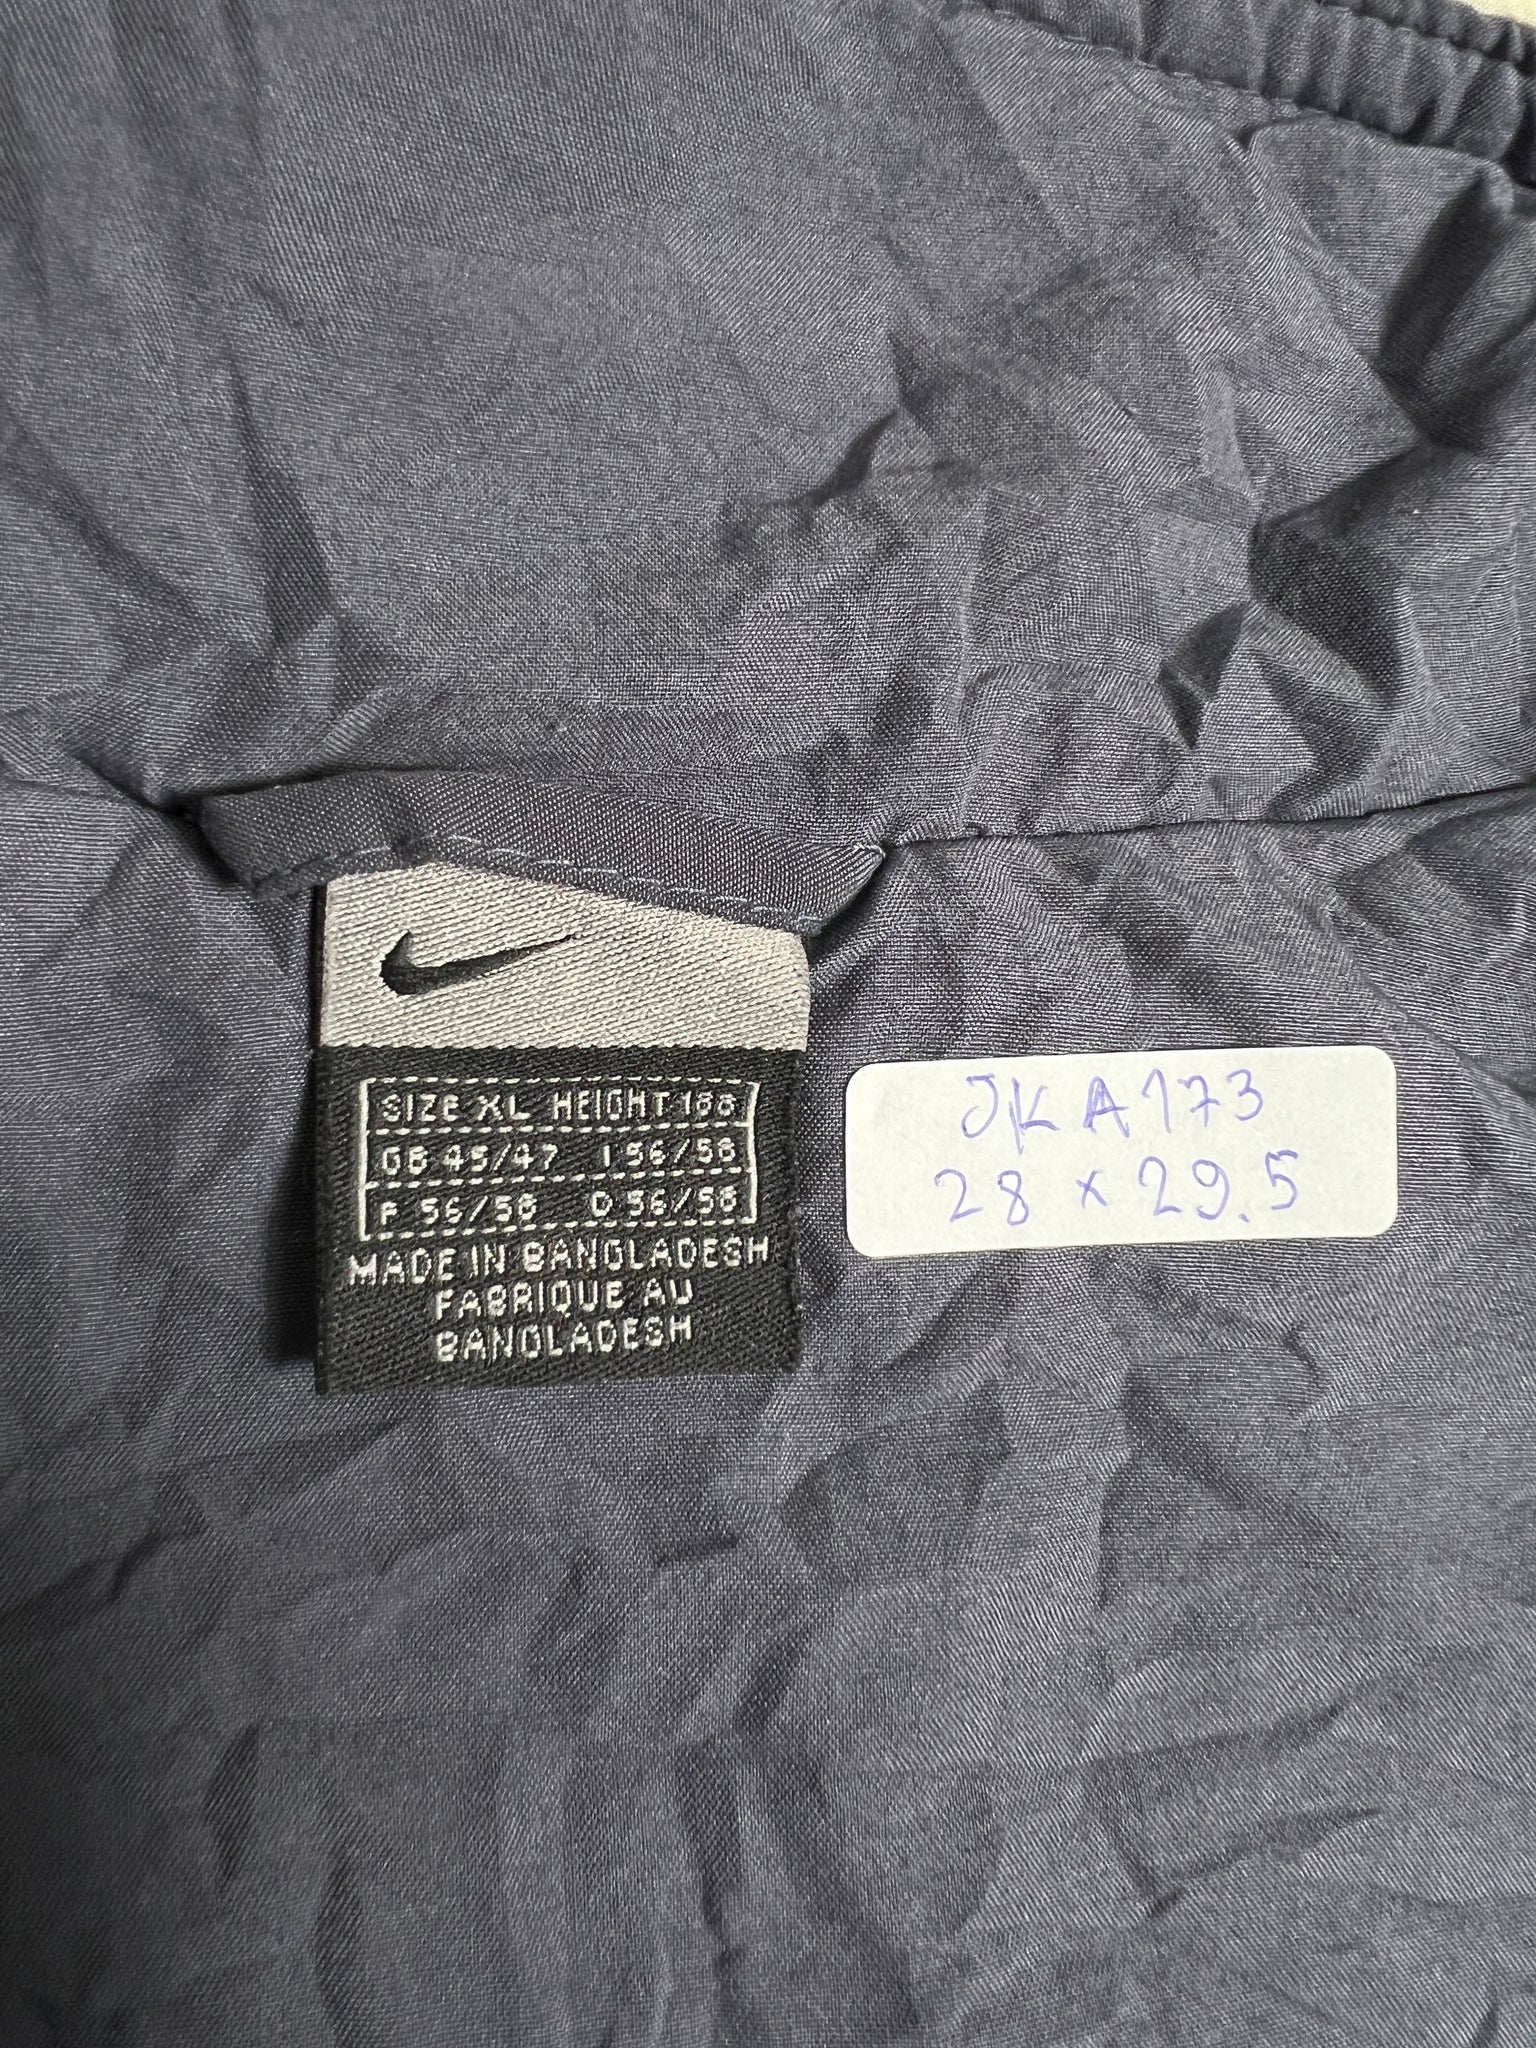 SIZE XL HEIGHT 188
GB 45/47 I 56/58
F 56/58 D 56/58
MADE IN BANGLADESH
FABRIQUE AU
BANGLADESH
JKA173
28 x 29.5